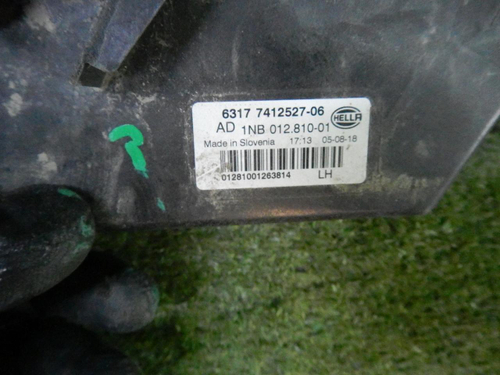 6317 7412527-06
AD 1NB 012.810-01 HELLA
Made in Slovenia 17:13 05-08-18
01281001263814 LH